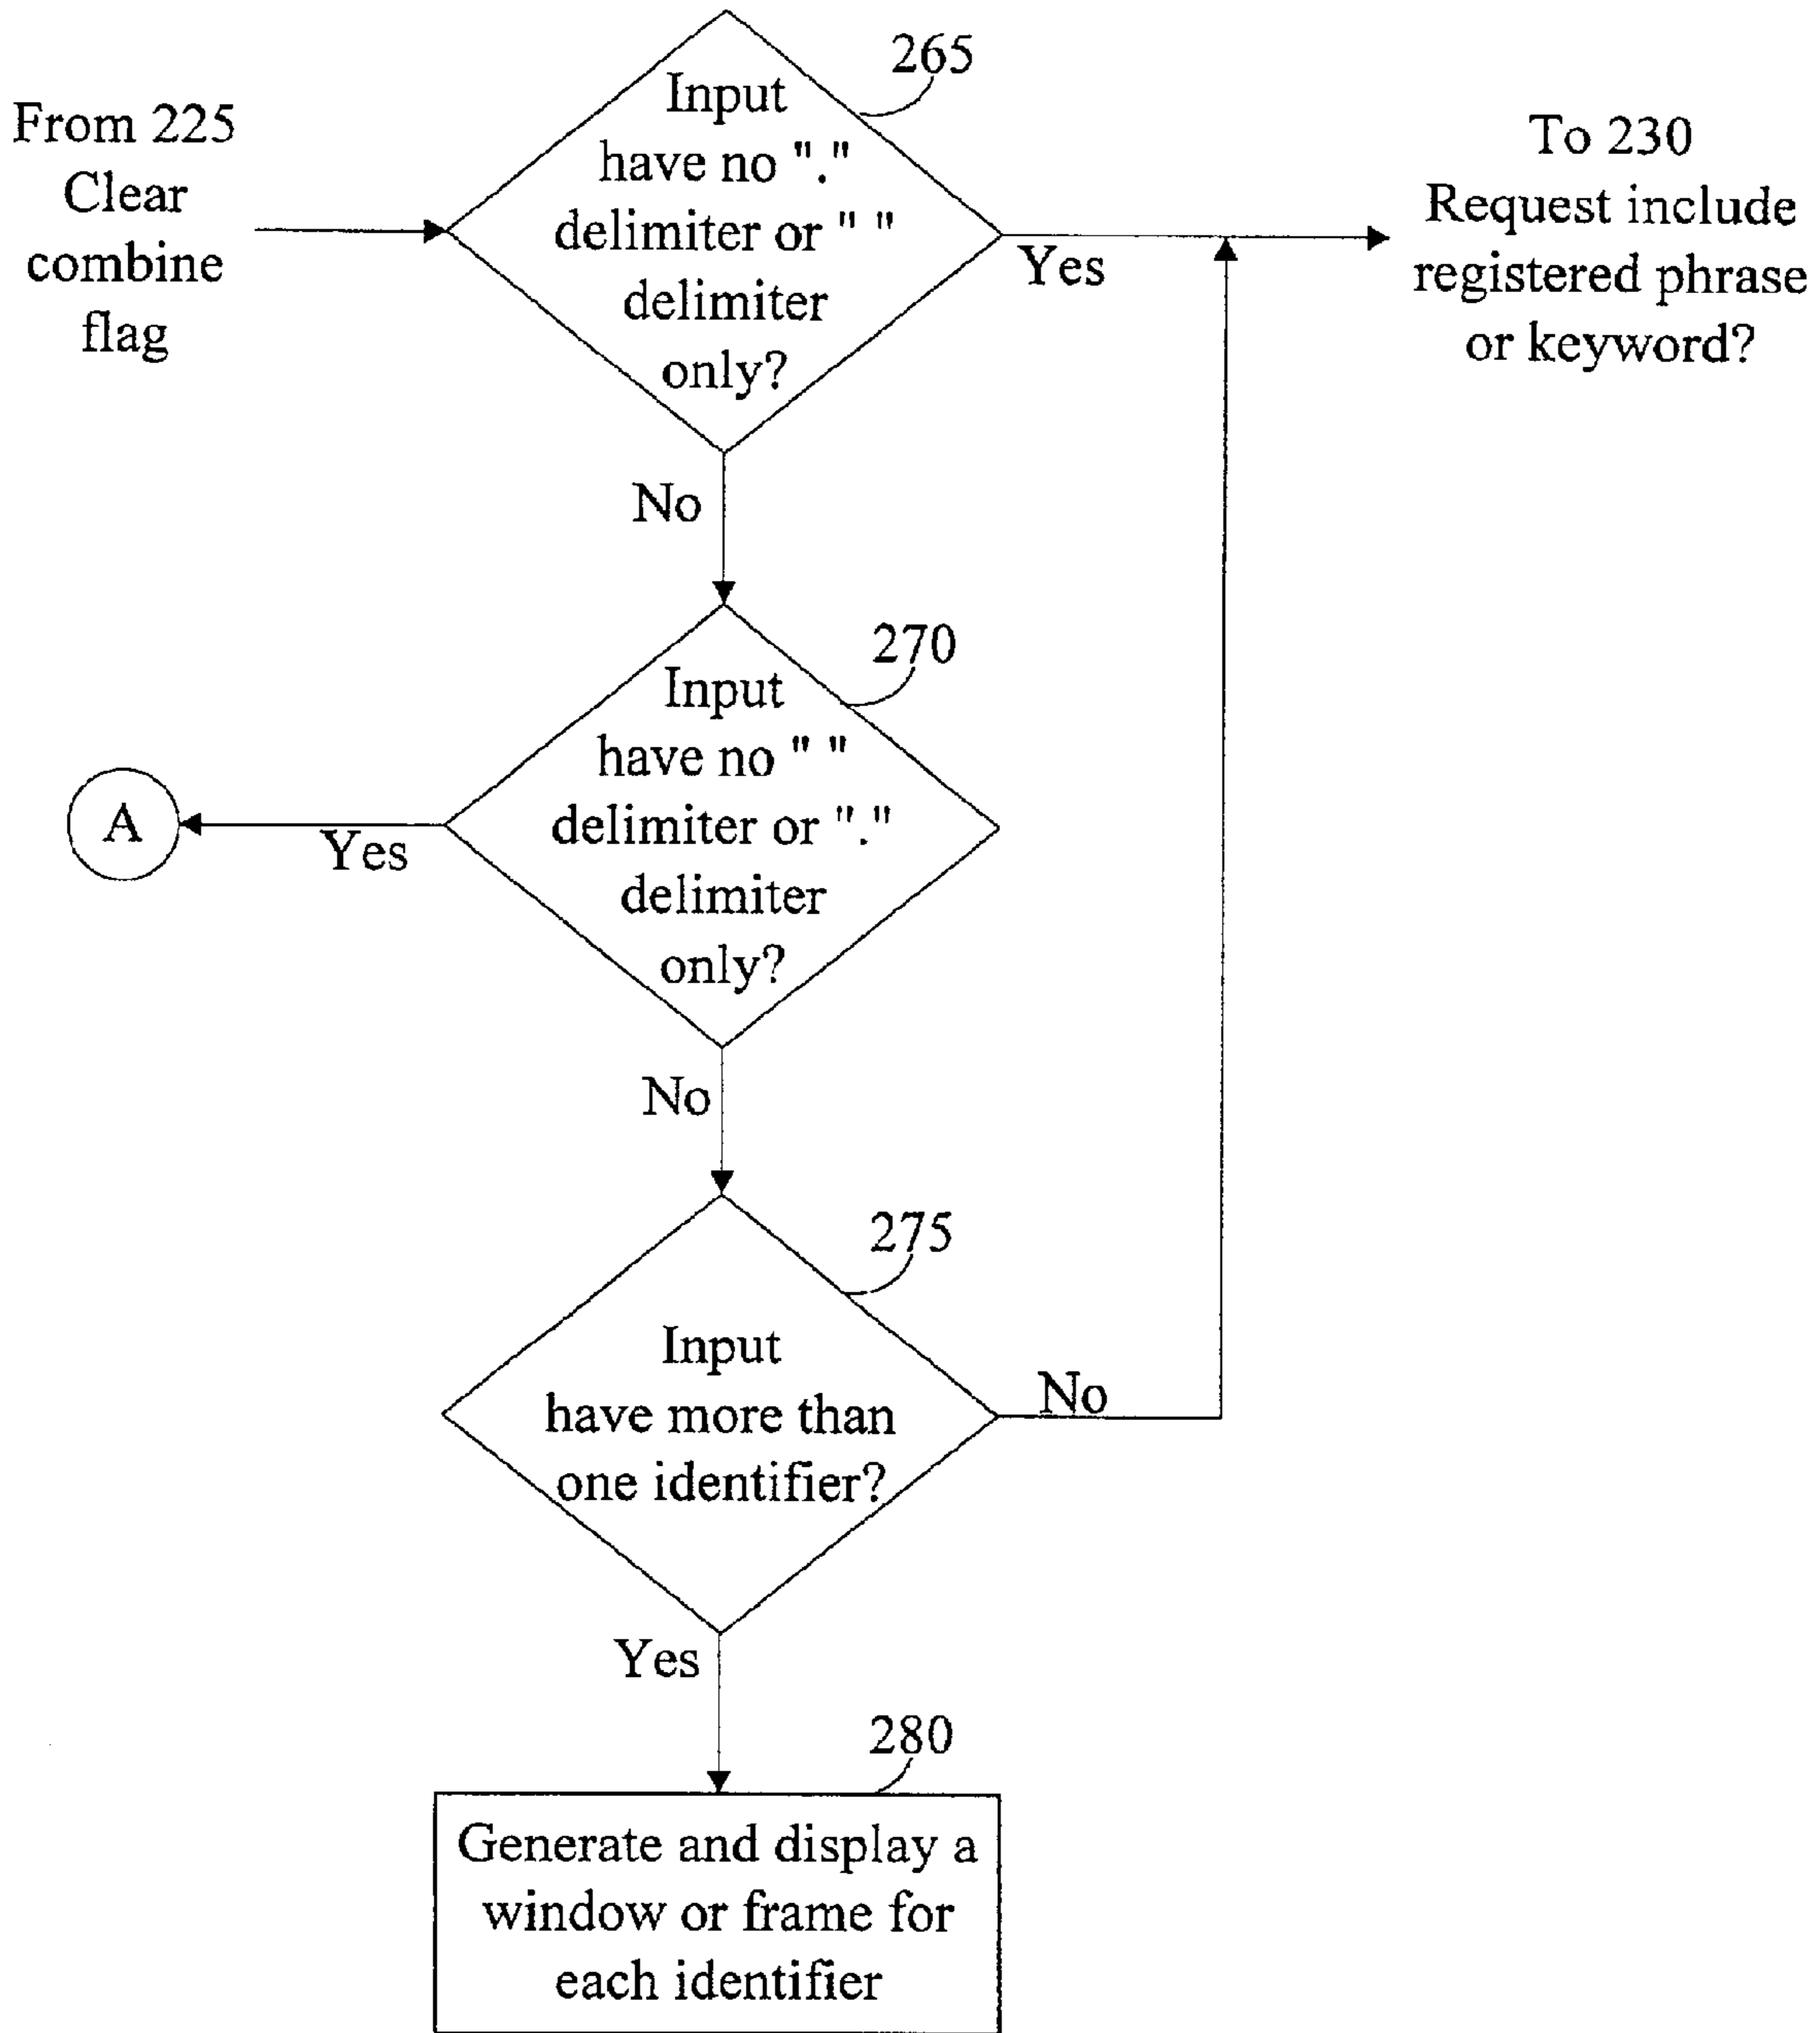 From 225
Clear
combine
flag
265
Input
have no "."
delimiter or " "
delimiter
only?
Yes
To 230
Request include
registered phrase
or keyword?
No
270
Input
have no " "
delimiter or "."
delimiter
only?
Yes
A
No
275
Input
have more than
one identifier?
No
Yes
280
Generate and display a
window or frame for
each identifier